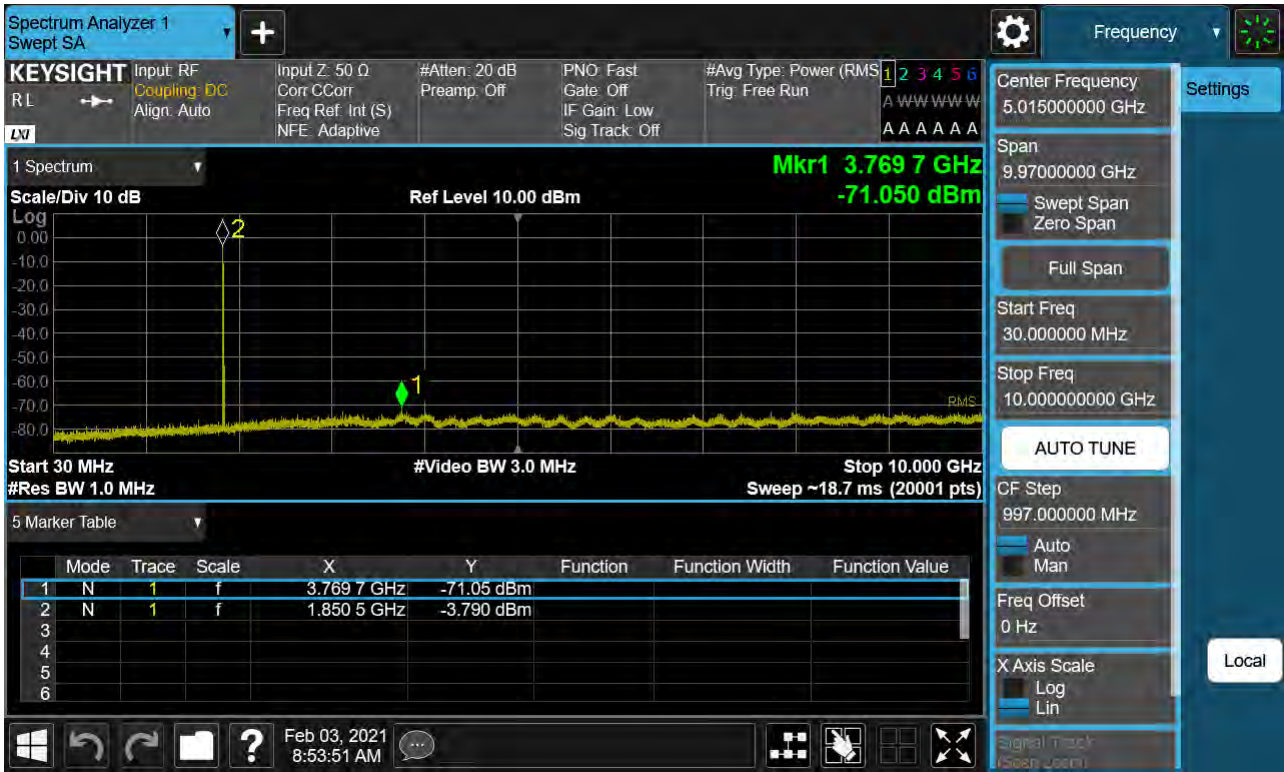 Spectrum Analyzer 1
Swept SA
+
Frequency
KEYSIGHT
RL
LXI
Input: RF
Coupling: DC
Align: Auto
Input Z: 50 Ω
Corr CCorr
Freq Ref: Int (S)
NFE: Adaptive
#Atten: 20 dB
Preamp: Off
PNO: Fast
Gate: Off
IF Gain: Low
Sig Track: Off
#Avg Type: Power (RMS
Trig: Free Run
1 2 3 4 5 6
A W W W W W
A A A A A A
1 Spectrum
Scale/Div 10 dB
Ref Level 10.00 dBm
Mkr1 3.769 7 GHz
-71.050 dBm
Log
0.00
-10.0
-20.0
-30.0
-40.0
-50.0
-60.0
-70.0
-80.0
2
1
RMS
Start 30 MHz
#Video BW 3.0 MHz
Stop 10.000 GHz
#Res BW 1.0 MHz
Sweep ~18.7 ms (20001 pts)
5 Marker Table
Mode Trace Scale X Y Function Function Width Function Value
1 N 1 f 3.769 7 GHz -71.05 dBm
2 N 1 f 1.850 5 GHz -3.790 dBm
3
4
5
6
Feb 03, 2021
8:53:51 AM
?
Center Frequency
5.015000000 GHz
Span
9.97000000 GHz
Swept Span
Zero Span
Full Span
Start Freq
30.000000 MHz
Stop Freq
10.000000000 GHz
AUTO TUNE
CF Step
997.000000 MHz
Auto
Man
Freq Offset
0 Hz
X Axis Scale
Log
Lin
Signal Track
(Span Zoom)
Settings
Local